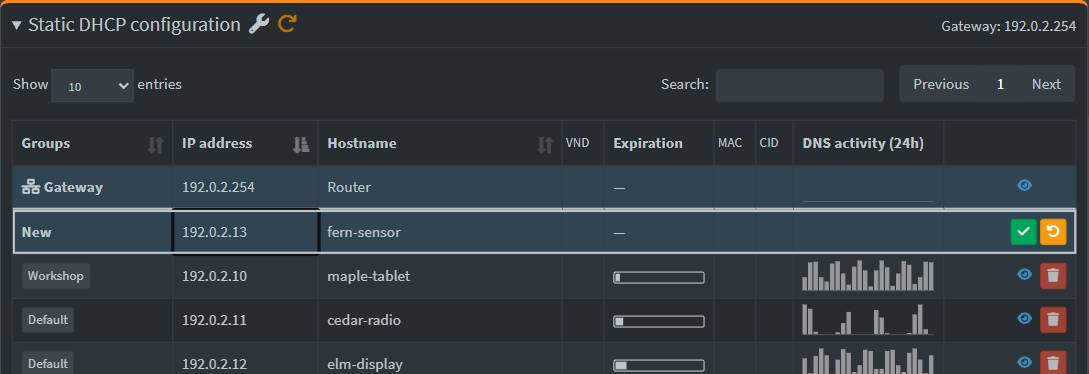 Static DHCP configuration
Gateway: 192.0.2.254
Show 10 entries
Search:
Previous 1 Next
Groups IP address Hostname VND Expiration MAC CID DNS activity (24h)
Gateway 192.0.2.254 Router —
New 192.0.2.13 fern-sensor —
Workshop 192.0.2.10 maple-tablet
Default 192.0.2.11 cedar-radio
Default 192.0.2.12 elm-display